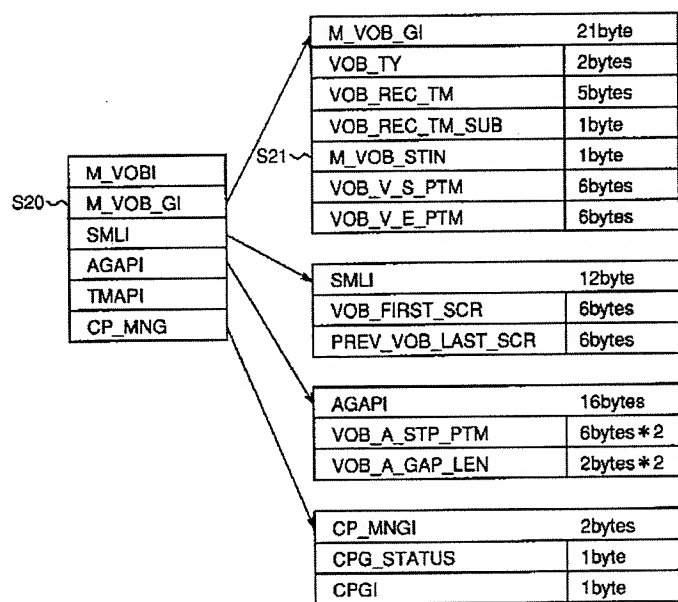 M_VOB_GI 21byte
VOB_TY 2bytes
VOB_REC_TM 5bytes
VOB_REC_TM_SUB 1byte
S21 M_VOB_STIN 1byte
VOB_V_S_PTM 6bytes
VOB_V_E_PTM 6bytes
M_VOBI
S20 M_VOB_GI
SMLI
AGAPI
TMAPI
CP_MNG
SMLI 12byte
VOB_FIRST_SCR 6bytes
PREV_VOB_LAST_SCR 6bytes
AGAPI 16bytes
VOB_A_STP_PTM 6bytes*2
VOB_A_GAP_LEN 2bytes*2
CP_MNGI 2bytes
CPG_STATUS 1byte
CPGI 1byte